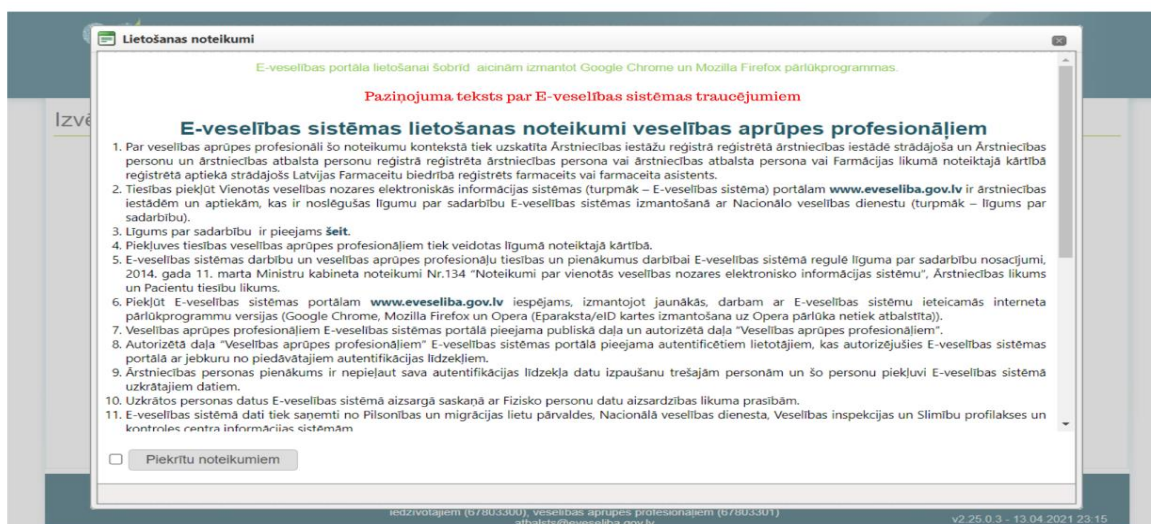 Lietošanas noteikumi
E-veselības portāla lietošanai šobrīd aicinām izmantot Google Chrome un Mozilla Firefox pārlūkprogrammas.
Paziņojuma teksts par E-veselības sistēmas traucējumiem
Izvē
E-veselības sistēmas lietošanas noteikumi veselības aprūpes profesionāļiem
1. Par veselības aprūpes profesionāli šo noteikumu kontekstā tiek uzskatīta Ārstniecības iestāžu reģistrā reģistrētā ārstniecības iestādē strādājoša un Ārstniecības
personu un ārstniecības atbalsta personu reģistrā reģistrēta ārstniecības persona vai ārstniecības atbalsta persona vai Farmācijas likumā noteiktajā kārtībā
reģistrētā aptiekā strādājošs Latvijas Farmaceitu biedrībā reģistrēts farmaceits vai farmaceita asistents.
2. Tiesības piekļūt Vienotās veselības nozares elektroniskās informācijas sistēmas (turpmāk – E-veselības sistēma) portālam www.eveseliba.gov.lv ir ārstniecības
iestādēm un aptiekām, kas ir noslēgušas līgumu par sadarbību E-veselības sistēmas izmantošanā ar Nacionālo veselības dienestu (turpmāk – līgums par
sadarbību).
3. Līgums par sadarbību ir pieejams šeit.
4. Piekļuves tiesības veselības aprūpes profesionāļiem tiek veidotas līgumā noteiktajā kārtībā.
5. E-veselības sistēmas darbību un veselības aprūpes profesionāļu tiesības un pienākumus darbībai E-veselības sistēmā regulē līguma par sadarbību nosacījumi,
2014. gada 11. marta Ministru kabineta noteikumi Nr.134 "Noteikumi par vienotās veselības nozares elektronisko informācijas sistēmu", Ārstniecības likums
un Pacientu tiesību likums.
6. Piekļūt E-veselības sistēmas portālam www.eveseliba.gov.lv iespējams, izmantojot jaunākās, darbam ar E-veselības sistēmu ieteicamās interneta
pārlūkprogrammu versijas (Google Chrome, Mozilla Firefox un Opera (Eparaksta/eID kartes izmantošana uz Opera pārlūka netiek atbalstīta)).
7. Veselības aprūpes profesionāļiem E-veselības sistēmas portālā pieejama publiskā daļa un autorizētā daļa "Veselības aprūpes profesionāļiem".
8. Autorizētā daļa "Veselības aprūpes profesionāļiem" E-veselības sistēmas portālā pieejama autentificētiem lietotājiem, kas autorizējušies E-veselības sistēmas
portālā ar jebkuru no piedāvātajiem autentifikācijas līdzekļiem.
9. Ārstniecības personas pienākums ir nepieļaut sava autentifikācijas līdzekļa datu izpaušanu trešajām personām un šo personu piekļuvi E-veselības sistēmā
uzkrātajiem datiem.
10. Uzkrātos personas datus E-veselības sistēmā aizsargā saskaņā ar Fizisko personu datu aizsardzības likuma prasībām.
11. E-veselības sistēmā dati tiek saņemti no Pilsonības un migrācijas lietu pārvaldes, Nacionālā veselības dienesta, Veselības inspekcijas un Slimību profilakses un
kontroles centra informācijas sistēmām
Piekrītu noteikumiem
iedzīvotājiem (67803300), veselības aprūpes profesionāļiem (67803301)
atbalsts@eveseliba.gov.lv
v2.25.0.3 - 13.04.2021 23:15